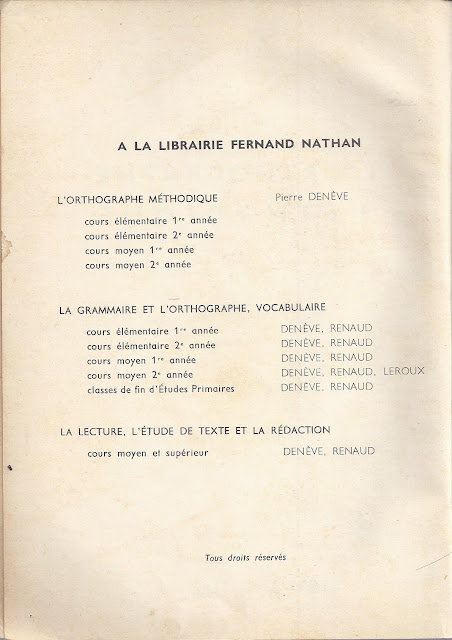 A LA LIBRAIRIE FERNAND NATHAN
L'ORTHOGRAPHE MÉTHODIQUE Pierre DENÈVE
cours élémentaire 1re année
cours élémentaire 2e année
cours moyen 1re année
cours moyen 2e année
LA GRAMMAIRE ET L'ORTHOGRAPHE, VOCABULAIRE
cours élémentaire 1re année DENÈVE, RENAUD
cours élémentaire 2e année DENÈVE, RENAUD
cours moyen 1re année DENÈVE, RENAUD
cours moyen 2e année DENÈVE, RENAUD, LEROUX
classes de fin d'Études Primaires DENÈVE, RENAUD
LA LECTURE, L'ÉTUDE DE TEXTE ET LA RÉDACTION
cours moyen et supérieur DENÈVE, RENAUD
Tous droits réservés